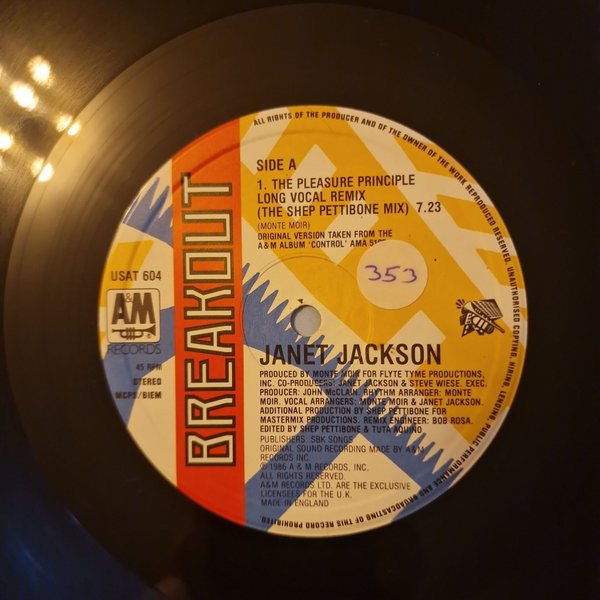 ALL RIGHTS OF THE PRODUCER AND OF THE OWNER OF THE WORK REPRODUCED RESERVED. UNAUTHORISED COPYING, HIRING, LENDING, PUBLIC PERFORMANCE AND BROADCASTING OF THIS RECORD PROHIBITED.
BREAKOUT
USAT 604
A&M
RECORDS
45 RPM
STEREO
MCPS/BIEM
SIDE A
1. THE PLEASURE PRINCIPLE
LONG VOCAL REMIX
(THE SHEP PETTIBONE MIX) 7.23
(MONTE MOIR)
ORIGINAL VERSION TAKEN FROM THE
A&M ALBUM 'CONTROL' AMA
353
JANET JACKSON
PRODUCED BY MONTE MOIR FOR FLYTE TYME PRODUCTIONS,
INC. CO-PRODUCERS: JANET JACKSON & STEVE WIESE. EXEC.
PRODUCER: JOHN McCLAIN. RHYTHM ARRANGER: MONTE
MOIR. VOCAL ARRANGERS: MONTE MOIR & JANET JACKSON.
ADDITIONAL PRODUCTION BY SHEP PETTIBONE FOR
MASTERMIX PRODUCTIONS. REMIX ENGINEER: BOB ROSA.
EDITED BY SHEP PETTIBONE & TUTA AQUINO.
PUBLISHERS: SBK SONGS
ORIGINAL SOUND RECORDING MADE BY A&M
RECORDS INC.
© 1986 A & M RECORDS, INC.
ALL RIGHTS RESERVED.
A&M RECORDS LTD. ARE THE EXCLUSIVE
LICENSEES FOR THE U.K.
MADE IN ENGLAND